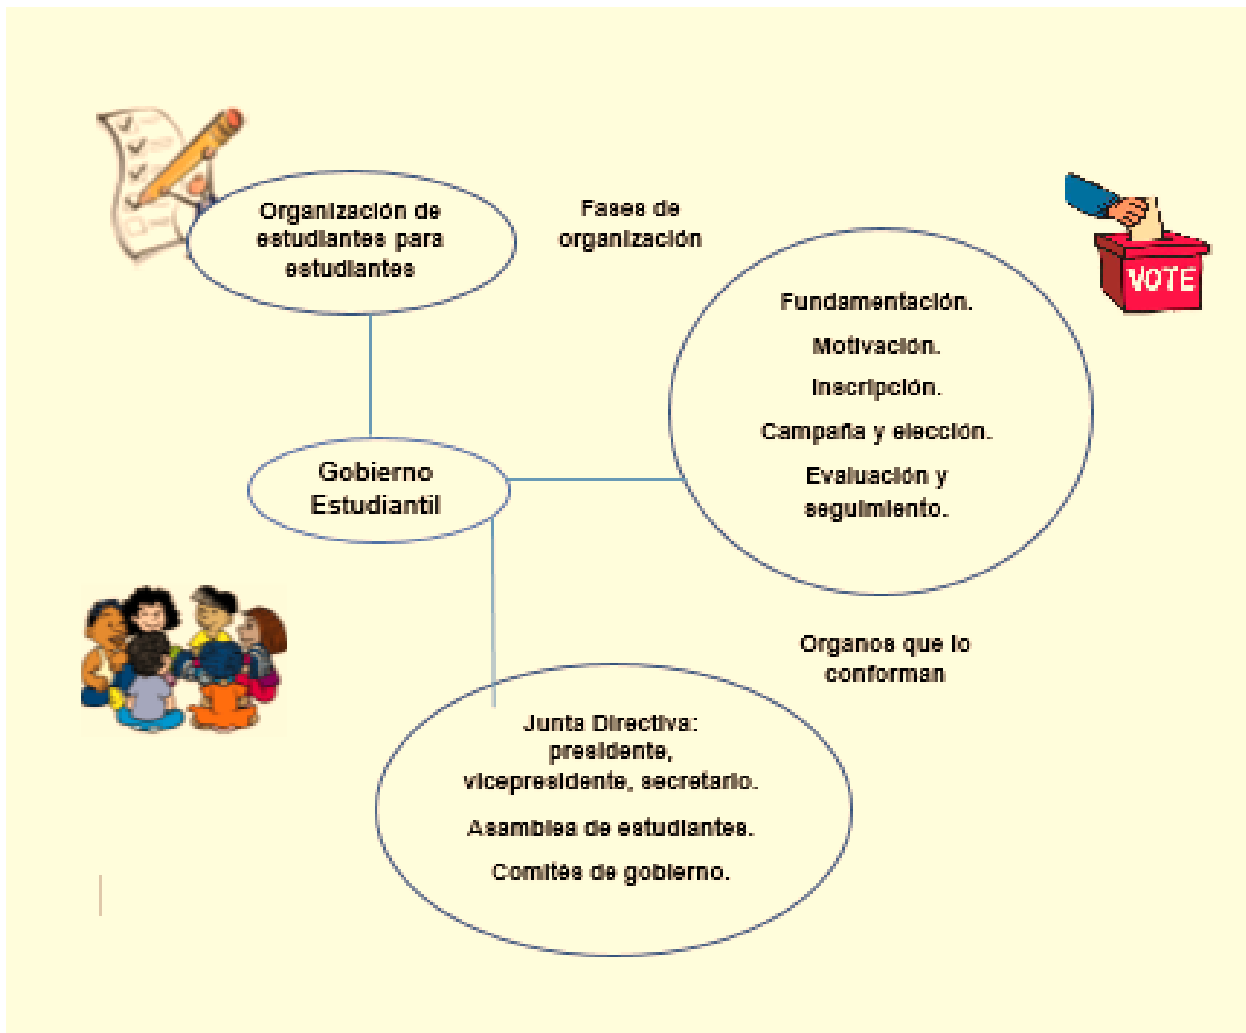 Organización de
estudiantes para
estudiantes
Fases de
organización
VOTE
Fundamentación.
Motivación.
Inscripción.
Campaña y elección.
Evaluación y
seguimiento.
Gobierno
Estudiantil
Organos que lo
conforman
Junta Directiva:
presidente,
vicepresidente, secretario.
Asamblea de estudiantes.
Comités de gobierno.